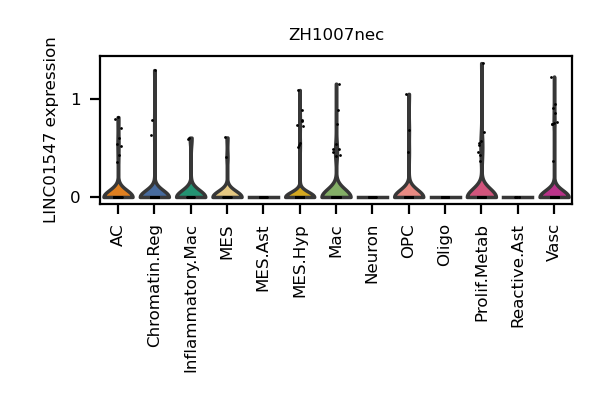 ZH1007nec
LINC01547 expression
1
0
AC
Chromatin.Reg
Inflammatory.Mac
MES
MES.Ast
MES.Hyp
Mac
Neuron
OPC
Oligo
Prolif.Metab
Reactive.Ast
Vasc